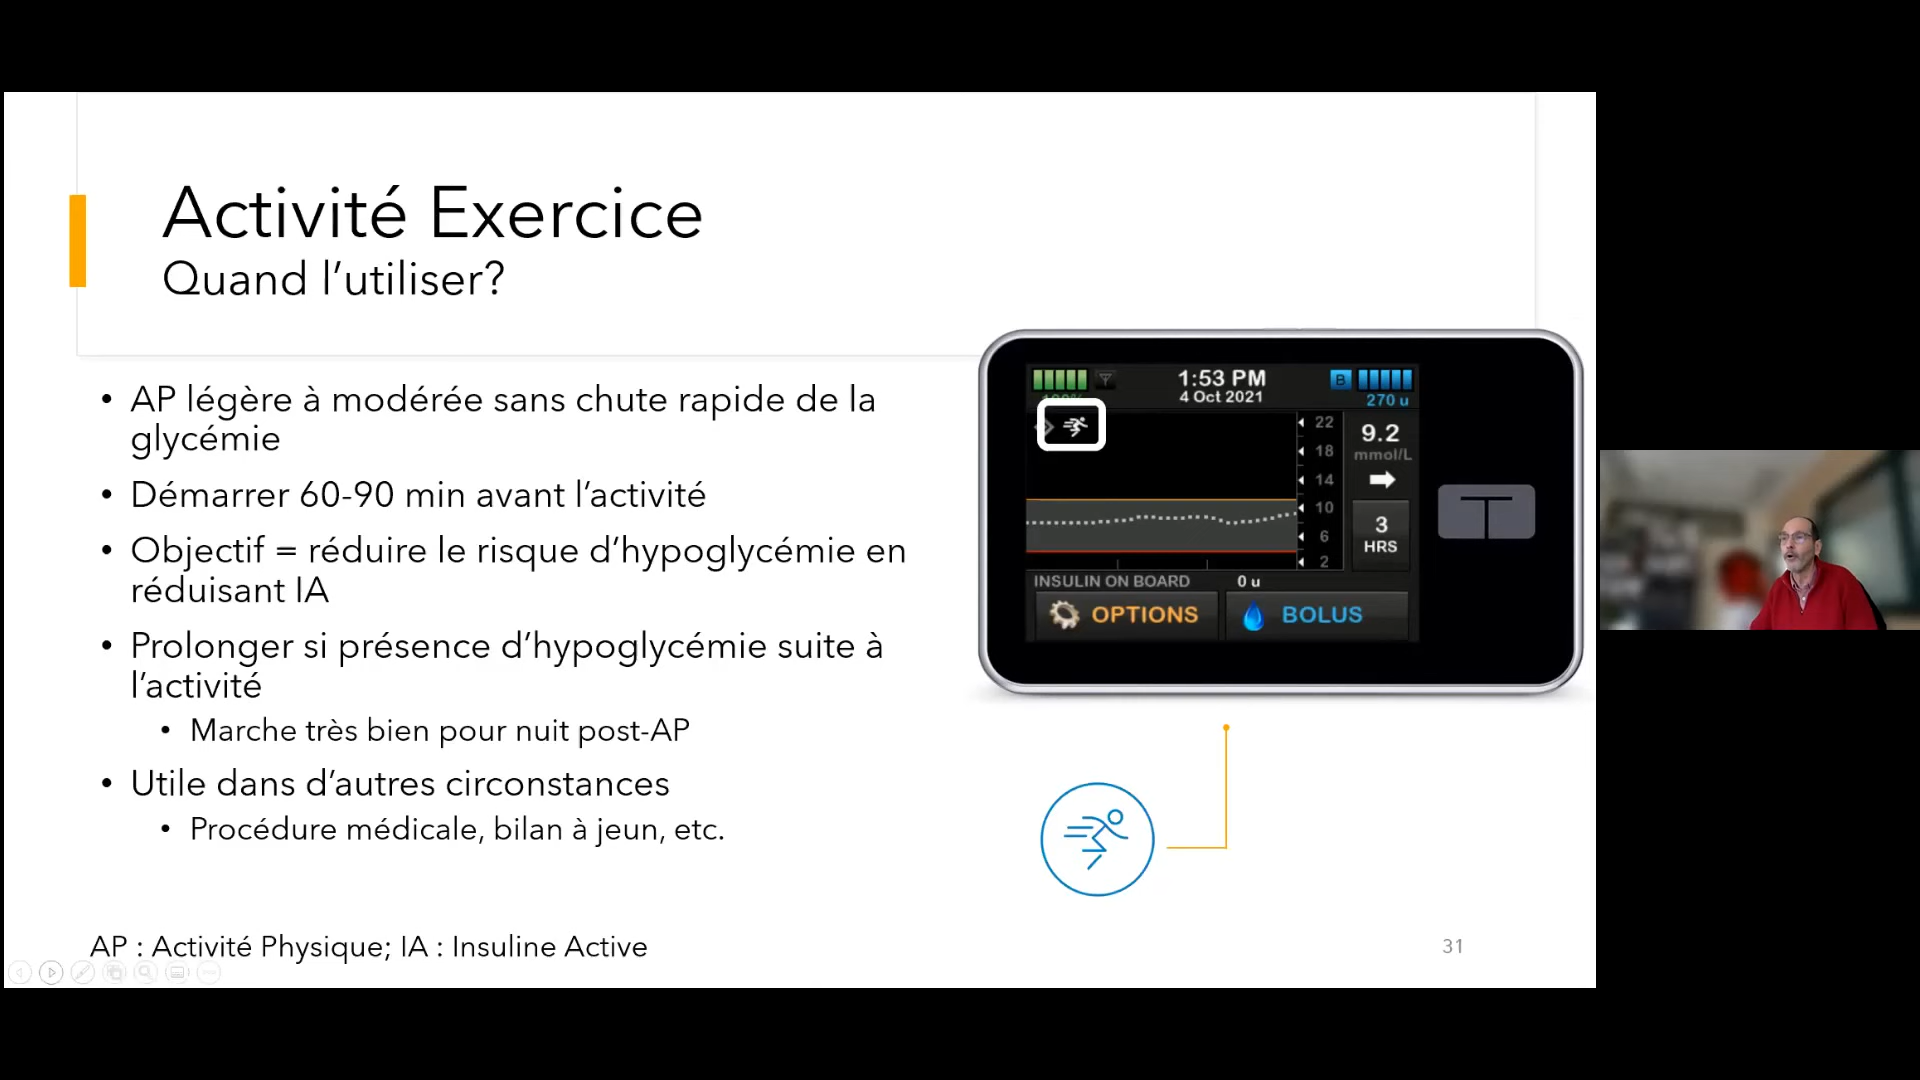 Activité Exercice
Quand l’utiliser?
• AP légère à modérée sans chute rapide de la
glycémie
• Démarrer 60-90 min avant l’activité
• Objectif = réduire le risque d’hypoglycémie en
réduisant IA
• Prolonger si présence d’hypoglycémie suite à
l’activité
• Marche très bien pour nuit post-AP
• Utile dans d’autres circonstances
• Procédure médicale, bilan à jeun, etc.
AP : Activité Physique; IA : Insuline Active
31
1:53 PM
4 Oct 2021
B
270 u
22
18
14
10
6
2
9.2
mmol/L
3
HRS
INSULIN ON BOARD 0 u
OPTIONS
BOLUS